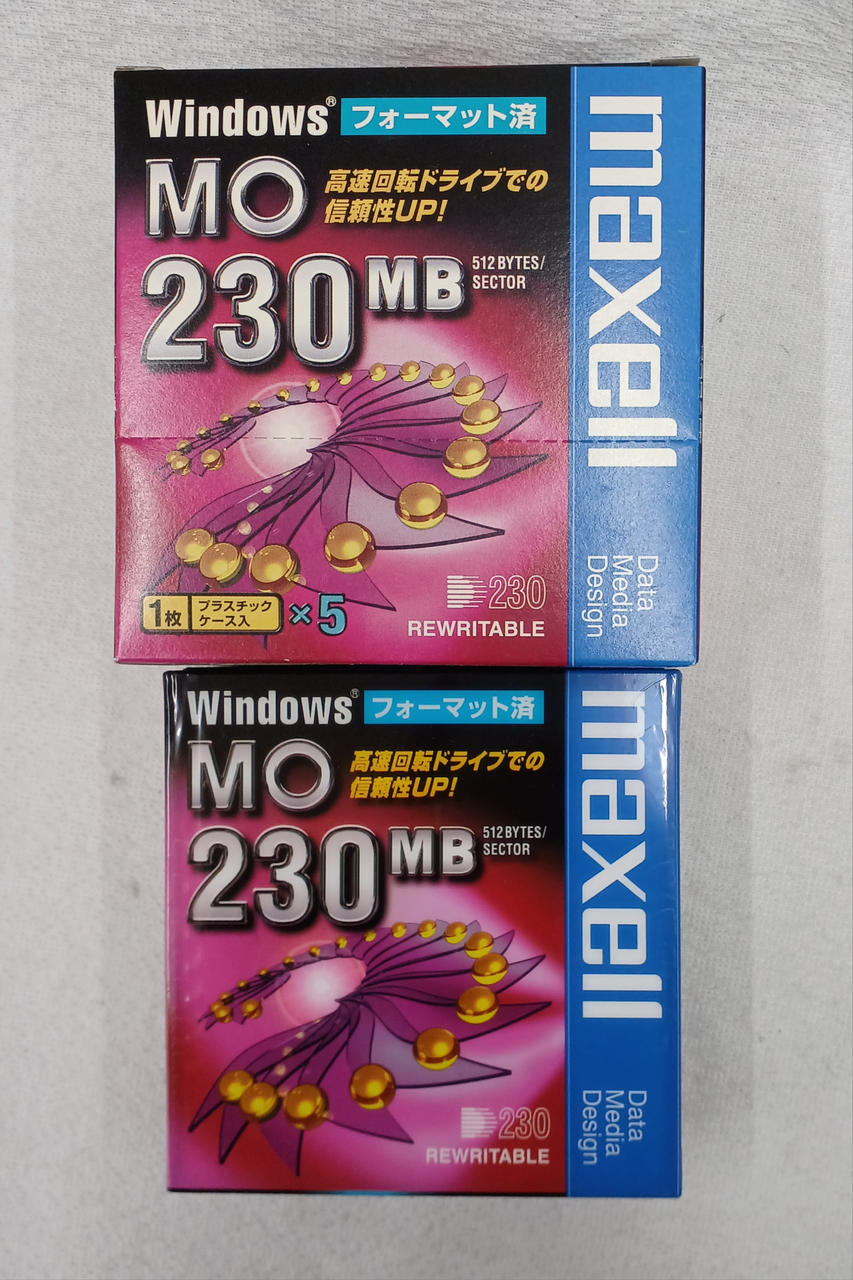 Windows® フォーマット済
MO 高速回転ドライブでの
信頼性UP!
230MB 512 BYTES/
SECTOR
1枚 プラスチック
ケース入 ×5
230
REWRITABLE
maxell
Data
Media
Design
Windows® フォーマット済
MO 高速回転ドライブでの
信頼性UP!
230MB 512 BYTES/
SECTOR
230
REWRITABLE
maxell
Data
Media
Design